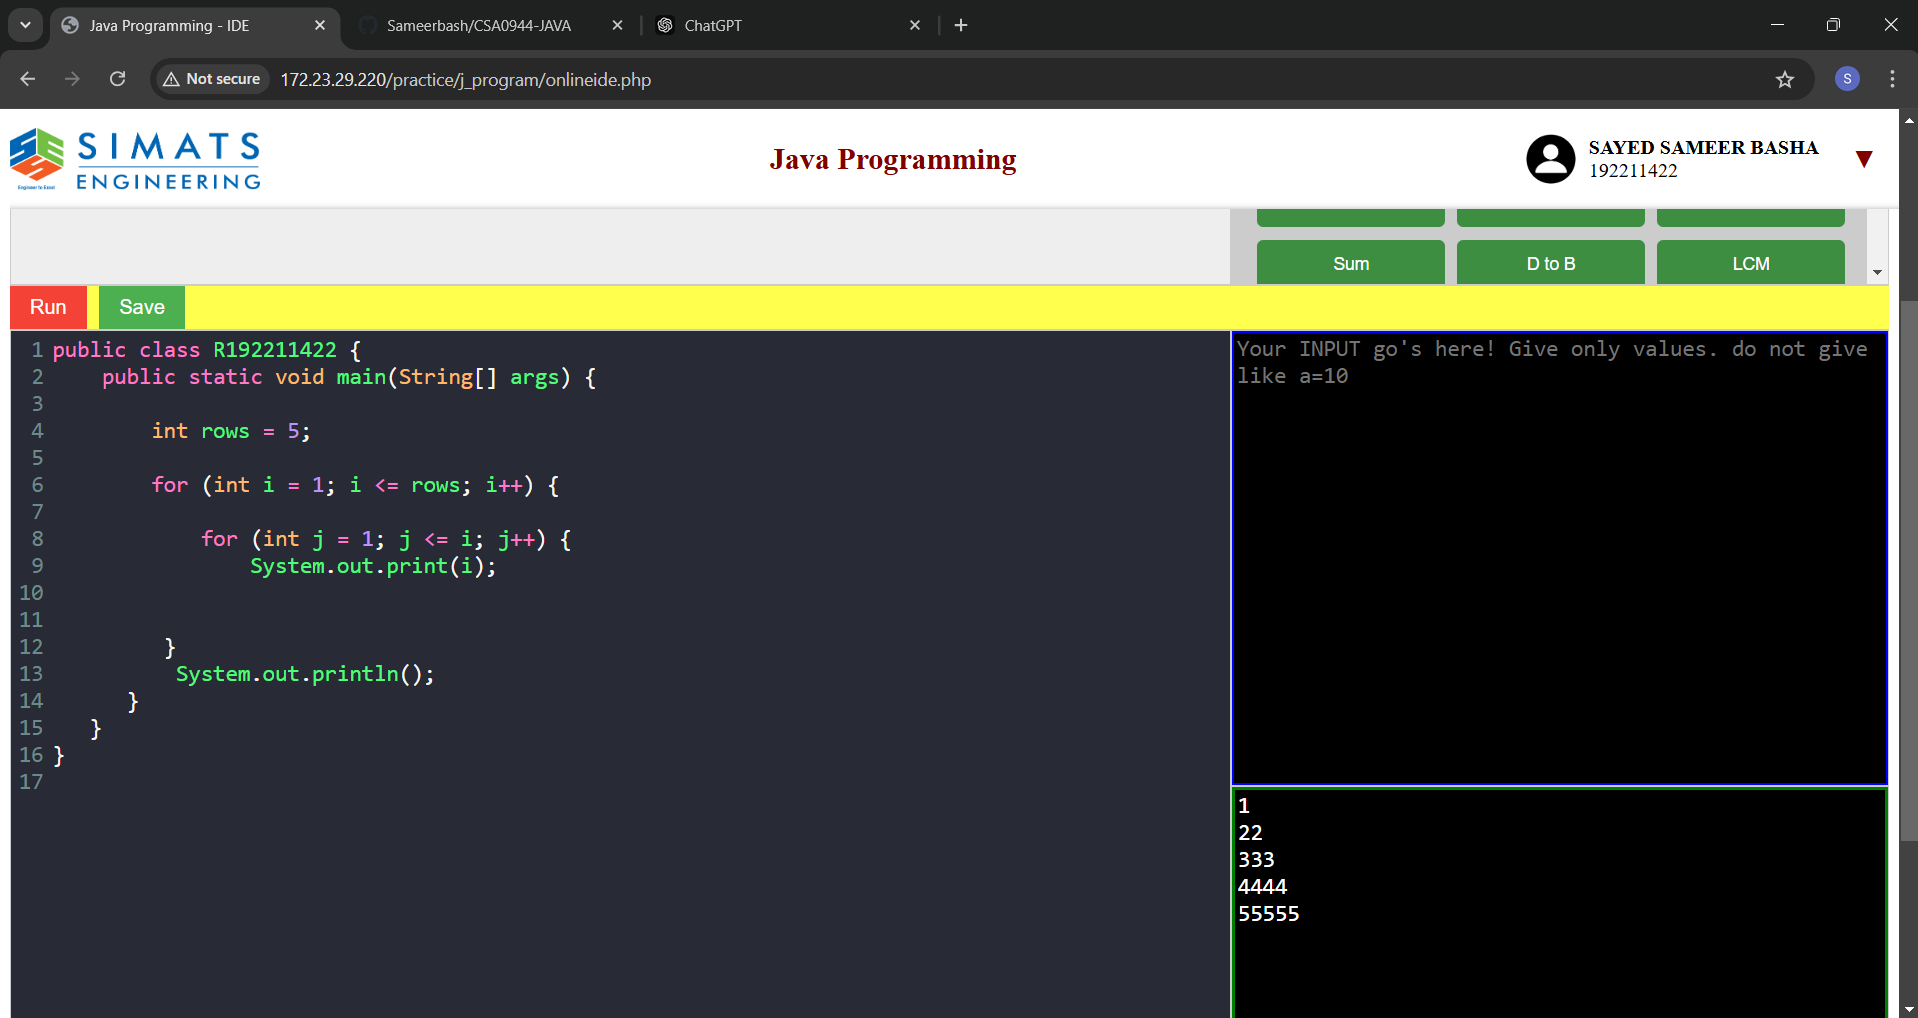 Java Programming - IDE
Sameerbash/CSA0944-JAVA
ChatGPT
Not secure
172.23.29.220/practice/j_program/onlineide.php
S
SIMATS
ENGINEERING
Engineer to Excel
Java Programming
SAYED SAMEER BASHA
192211422
Sum
D to B
LCM
Run
Save
1 public class R192211422 {
2     public static void main(String[] args) {
3
4         int rows = 5;
5
6         for (int i = 1; i <= rows; i++) {
7
8             for (int j = 1; j <= i; j++) {
9                 System.out.print(i);
10
11
12          }
13           System.out.println();
14       }
15    }
16 }
17
Your INPUT go's here! Give only values. do not give
like a=10
1
22
333
4444
55555